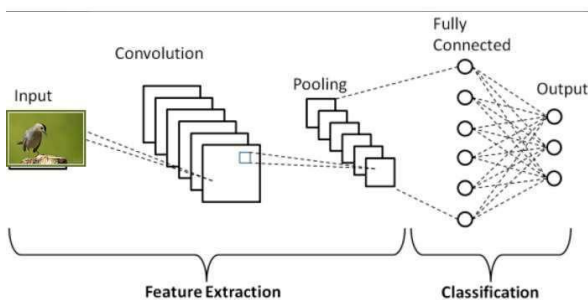 Input
Convolution
Pooling
Fully
Connected
Output
Feature Extraction
Classification